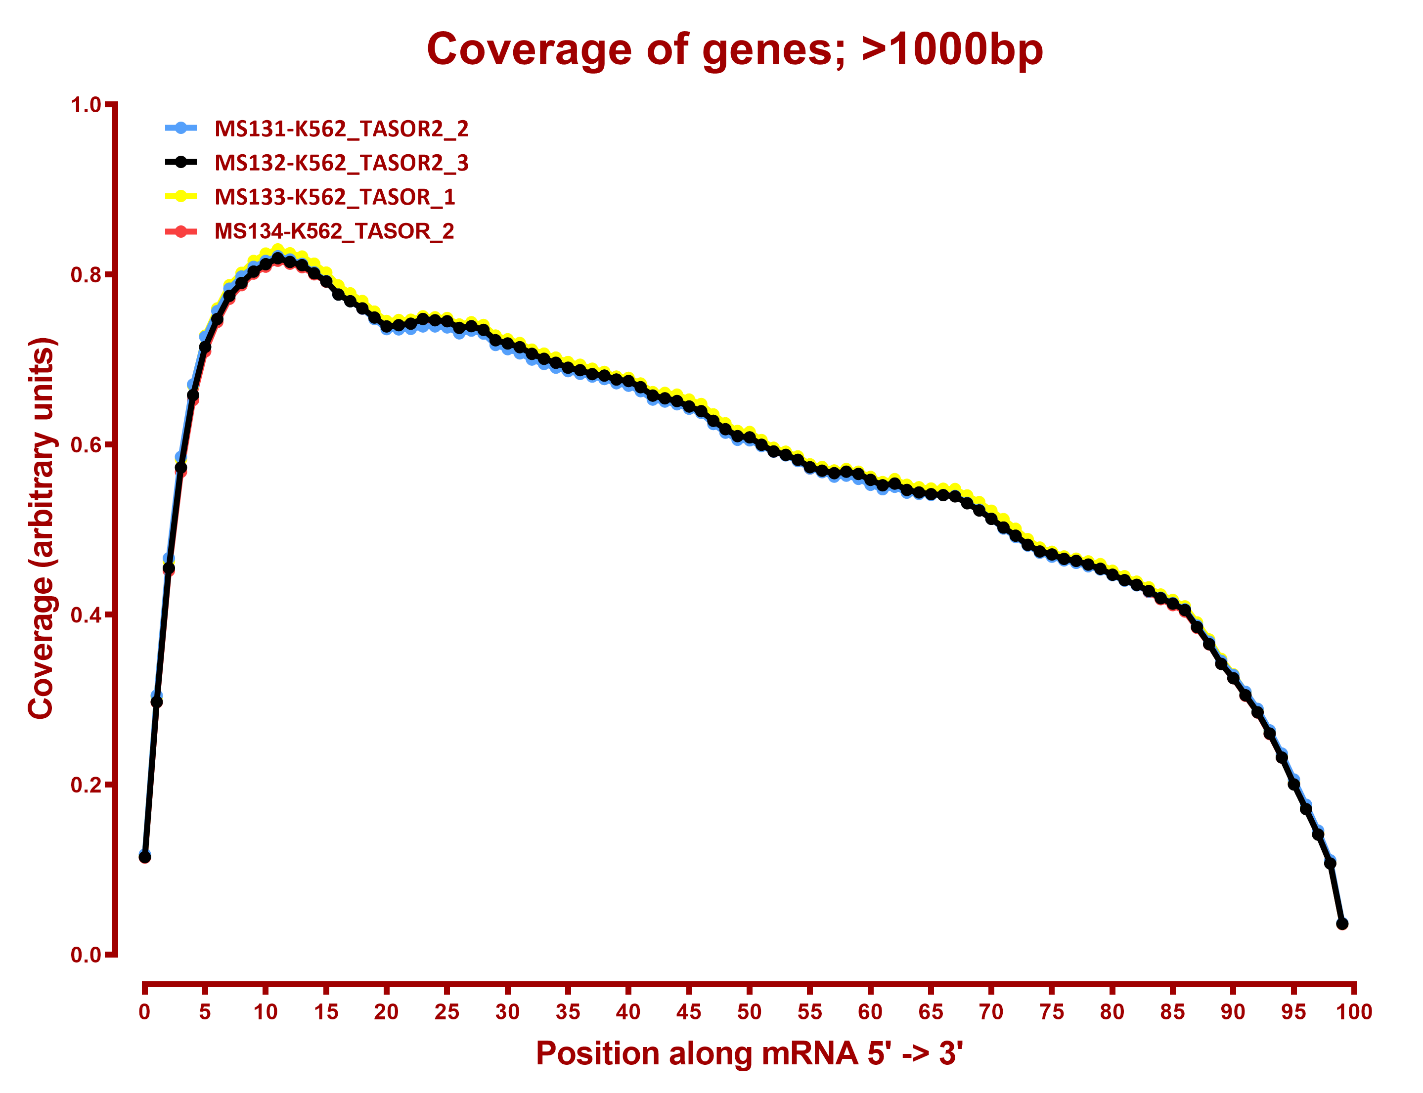 Coverage of genes; >1000bp
1.0
MS131-K562_TASOR2_2
MS132-K562_TASOR2_3
MS133-K562_TASOR_1
MS134-K562_TASOR_2
0.8
0.6
0.4
0.2
0.0
Coverage (arbitrary units)
0 5 10 15 20 25 30 35 40 45 50 55 60 65 70 75 80 85 90 95 100
Position along mRNA 5' -> 3'